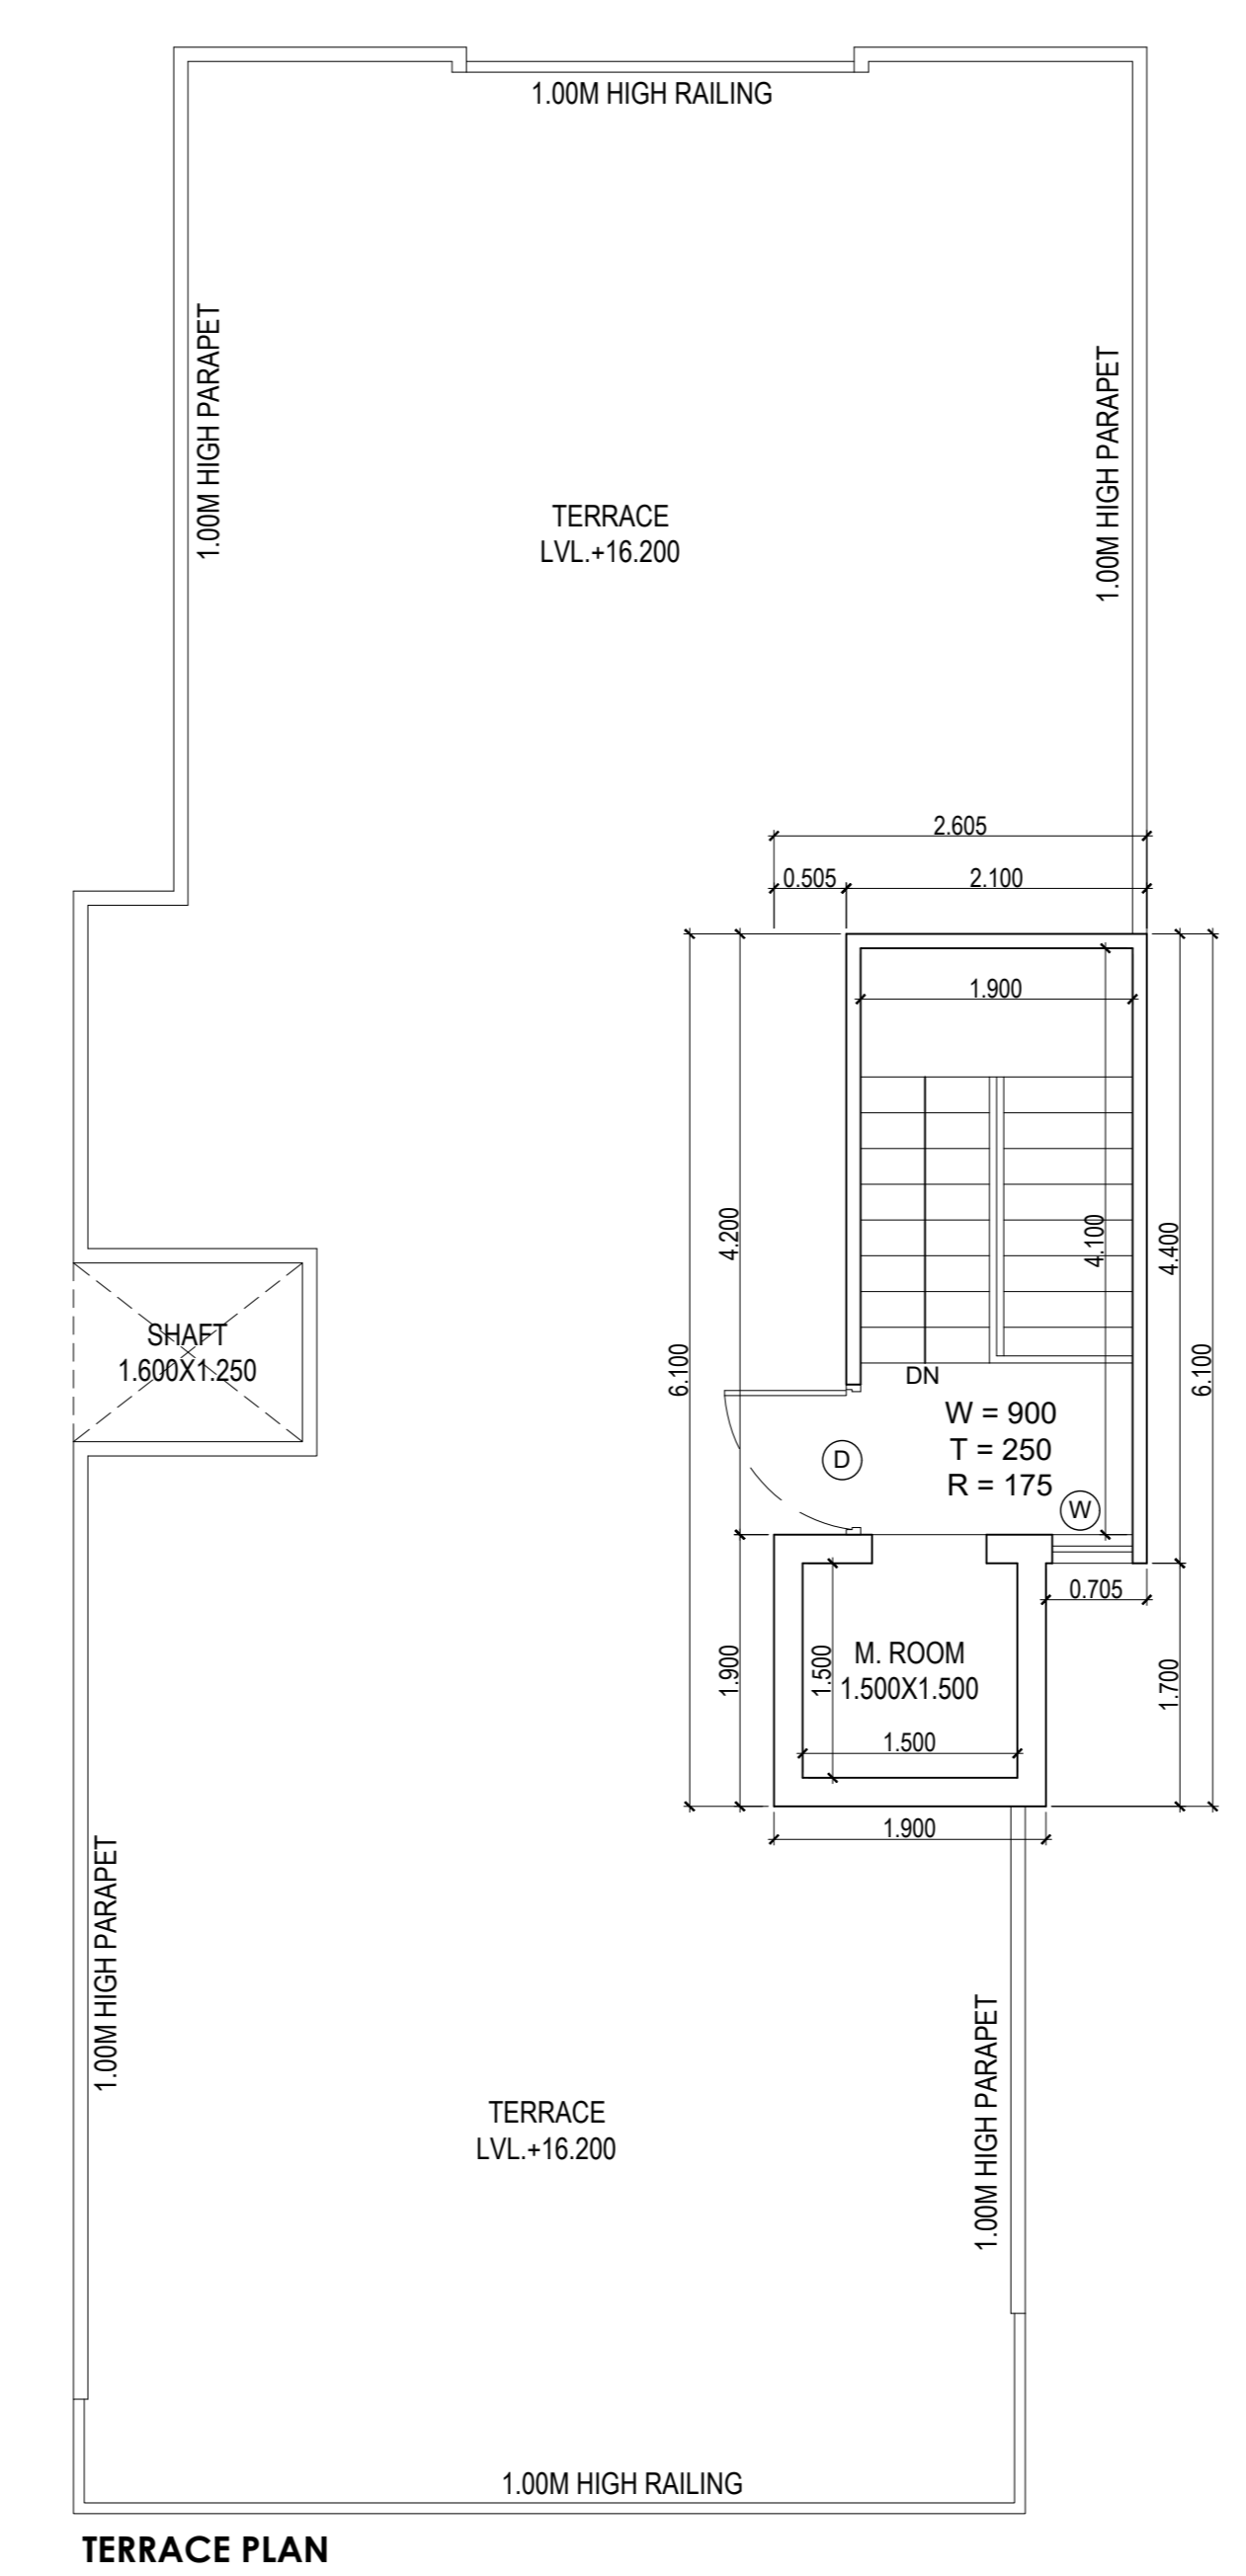 1.00M HIGH RAILING
1.00M HIGH PARAPET
1.00M HIGH PARAPET
TERRACE
LVL.+16.200
2.605
0.505
2.100
1.900
4.200
4.100
4.400
6.100
6.100
SHAFT
1.600X1.250
DN
W = 900
T = 250
R = 175
D
W
0.705
M. ROOM
1.500X1.500
1.500
1.500
1.900
1.700
1.900
1.00M HIGH PARAPET
1.00M HIGH PARAPET
TERRACE
LVL.+16.200
1.00M HIGH RAILING
TERRACE PLAN